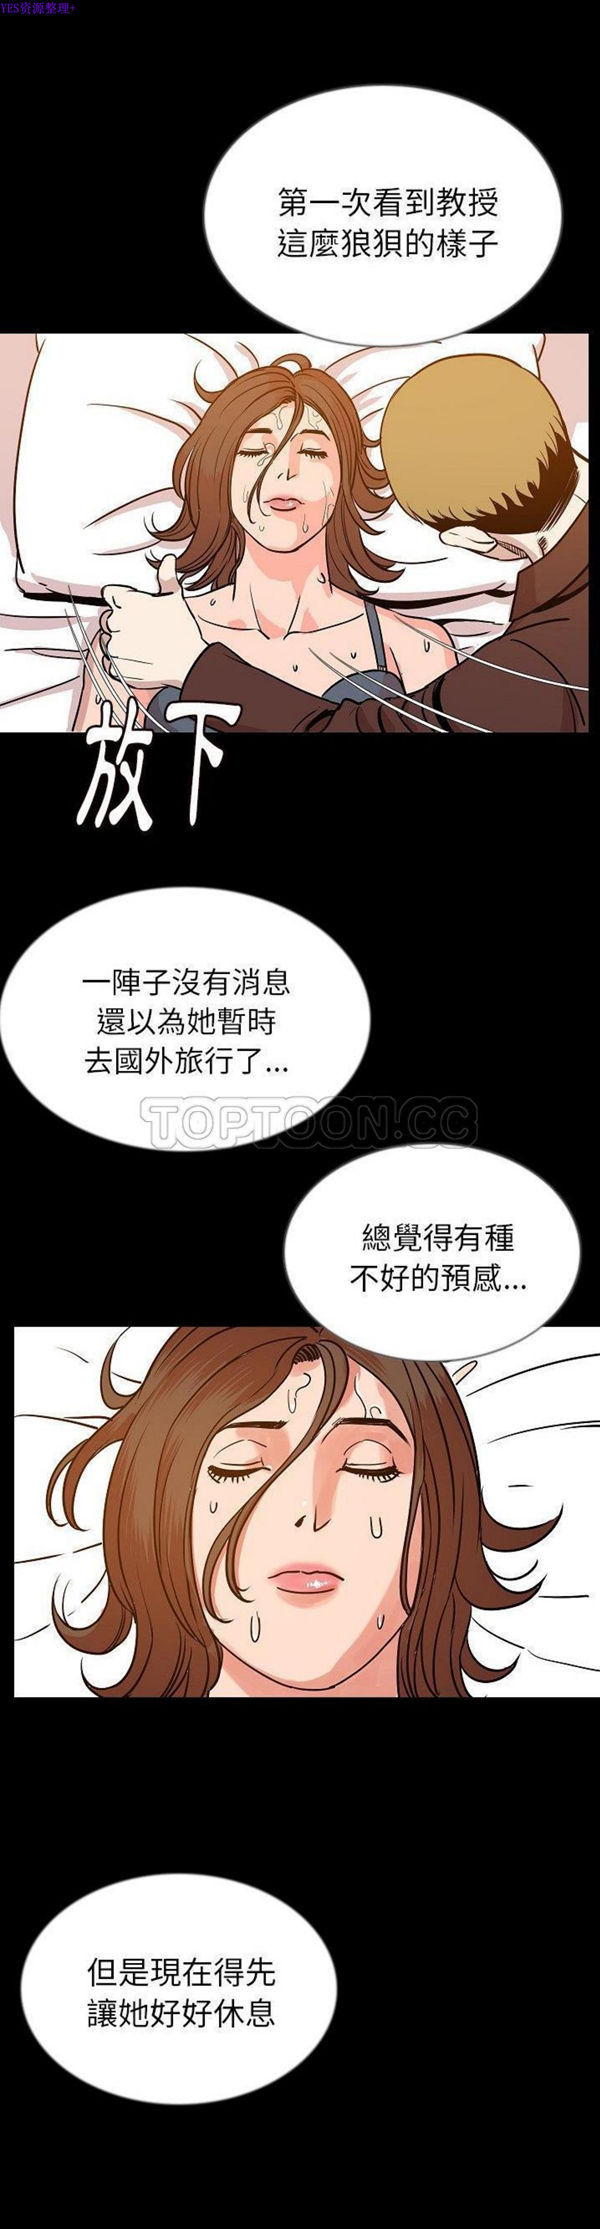 YES资源整理+
第一次看到教授
這麼狼狽的樣子
放下
一陣子沒有消息
還以為她暫時
去國外旅行了...
TOPTOON.CC
總覺得有種
不好的預感...
但是現在得先
讓她好好休息